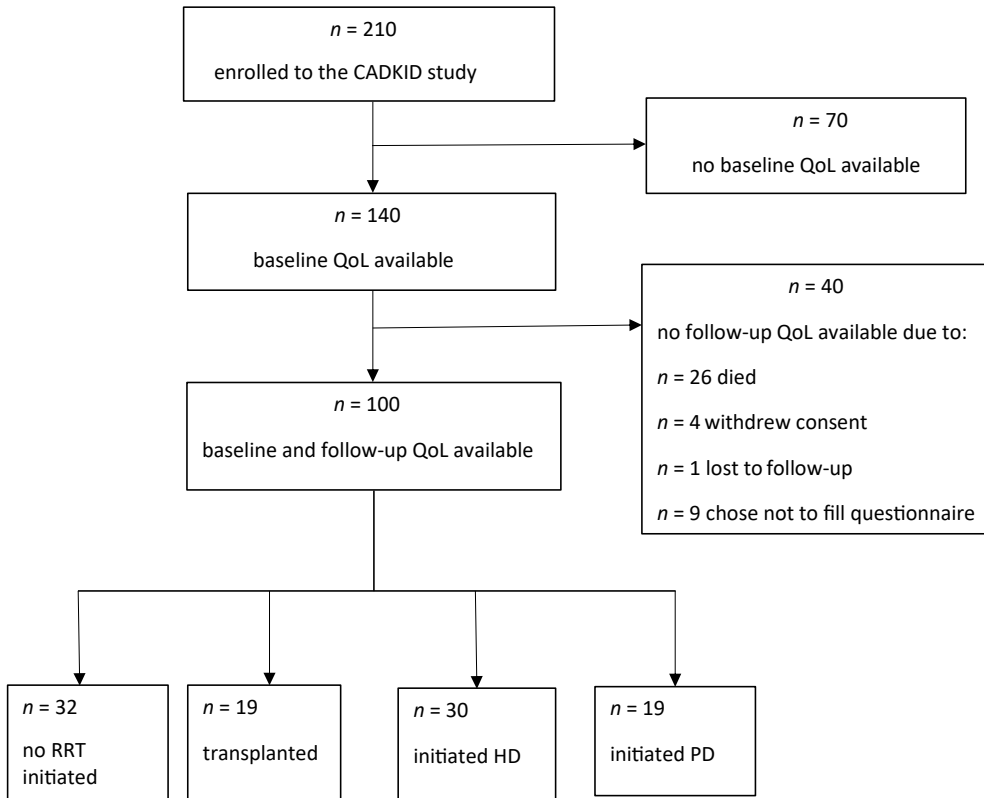 n = 210
enrolled to the CADKID study
n = 70
no baseline QoL available
n = 140
baseline QoL available
n = 40
no follow-up QoL available due to:
n = 26 died
n = 4 withdrew consent
n = 1 lost to follow-up
n = 9 chose not to fill questionnaire
n = 100
baseline and follow-up QoL available
n = 32
no RRT
initiated
n = 19
transplanted
n = 30
initiated HD
n = 19
initiated PD